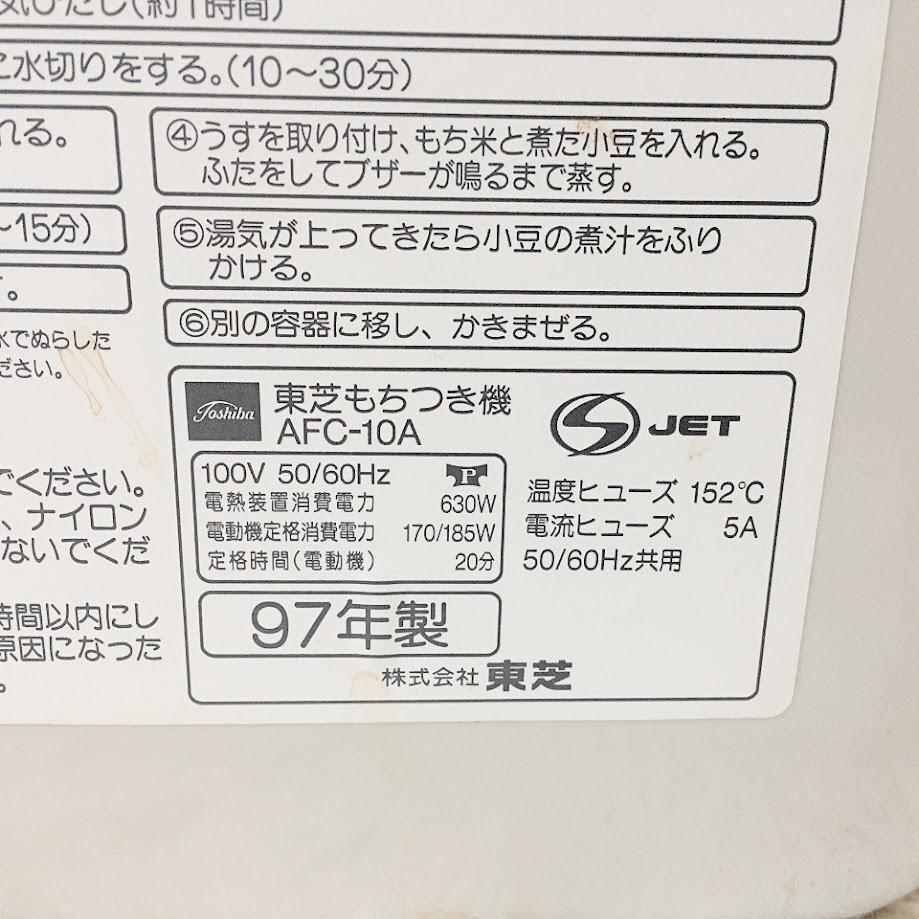 (約1時間)
水切りをする。(10～30分)
れる。
④うすを取り付け、もち米と煮た小豆を入れる。
ふたをしてブザーが鳴るまで蒸す。
～15分)
⑤湯気が上ってきたら小豆の煮汁をふり
かける。
す。
⑥別の容器に移し、かきまぜる。
水でぬらした
ださい。
Toshiba
東芝もちつき機
AFC-10A
S JET
100V 50/60Hz
P
電熱装置消費電力 630W
電動機定格消費電力 170/185W
定格時間(電動機) 20分
温度ヒューズ 152℃
電流ヒューズ 5A
50/60Hz共用
でください。
、ナイロン
ないでくだ
97年製
時間以内にし
原因になった
。
株式会社 東芝